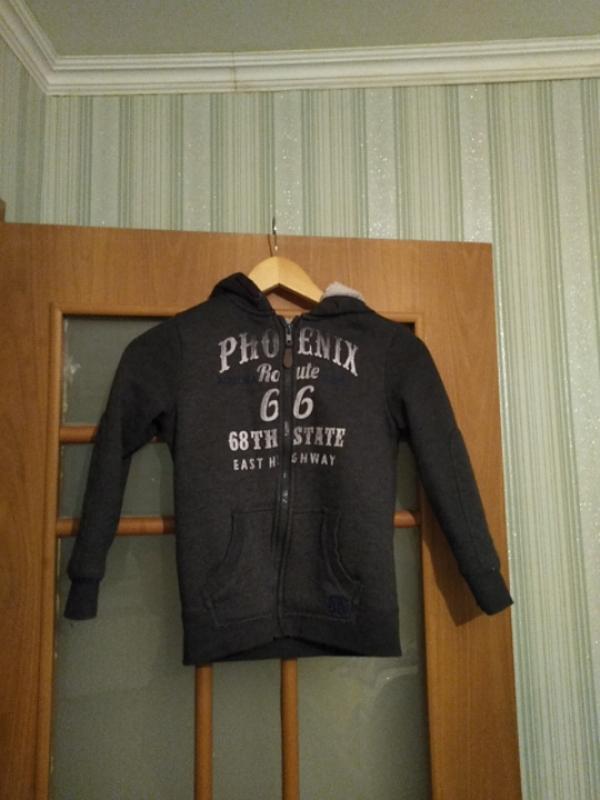 PHOENIX
Route
66
68TH STATE
EAST HIGHWAY